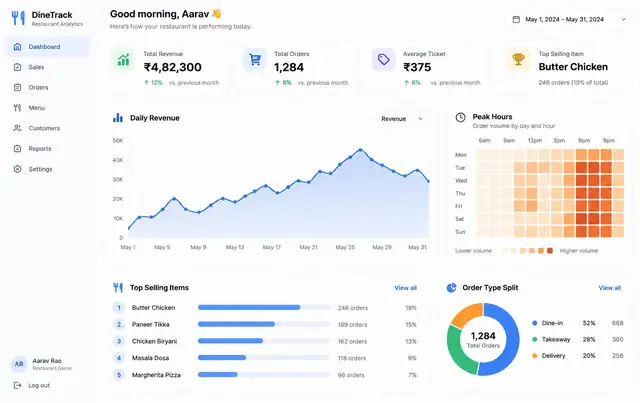 DineTrack
Restaurant Analytics
Dashboard
Sales
Orders
Menu
Customers
Reports
Settings
AR
Aarav Rao
Restaurant Owner
Log out
Good morning, Aarav 👋
Here's how your restaurant is performing today.
May 1, 2024 – May 31, 2024
Total Revenue
₹4,82,300
↑ 12% vs. previous month
Total Orders
1,284
↑ 8% vs. previous month
Average Ticket
₹375
↑ 6% vs. previous month
Top Selling Item
Butter Chicken
246 orders (19% of total)
Daily Revenue
Revenue
50K
40K
30K
20K
10K
0
May 1 May 5 May 9 May 13 May 17 May 21 May 25 May 29 May 31
Peak Hours
Order volume by day and hour
6am 9am 12pm 3pm 6pm 9pm
Mon
Tue
Wed
Thu
Fri
Sat
Sun
Lower volume Higher volume
Top Selling Items View all
1 Butter Chicken 246 orders 19%
2 Paneer Tikka 189 orders 15%
3 Chicken Biryani 162 orders 13%
4 Masala Dosa 118 orders 9%
5 Margherita Pizza 96 orders 7%
Order Type Split View all
1,284
Total Orders
Dine-in 52% 668
Takeaway 28% 360
Delivery 20% 256